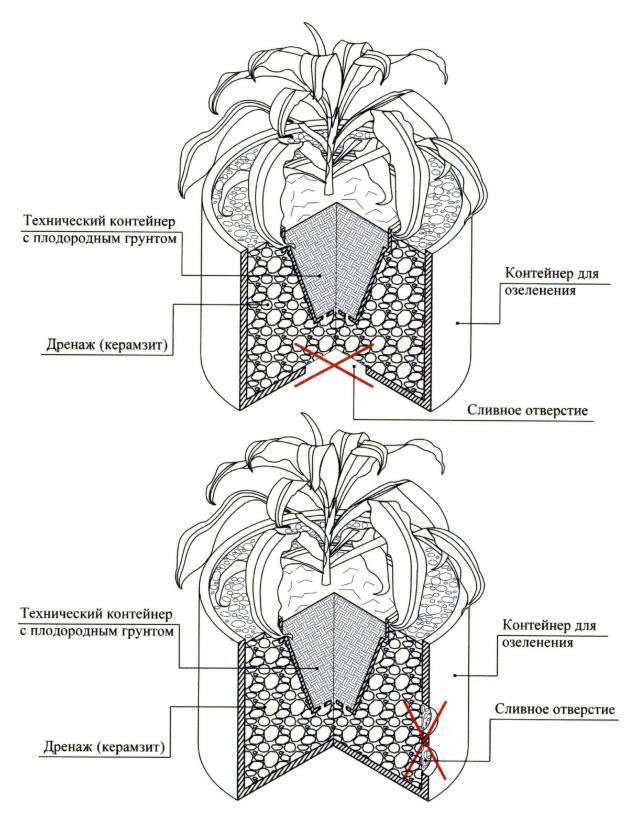 Технический контейнер
с плодородным грунтом
Контейнер для
озеленения
Дренаж (керамзит)
Сливное отверстие
Технический контейнер
с плодородным грунтом
Контейнер для
озеленения
Сливное отверстие
Дренаж (керамзит)